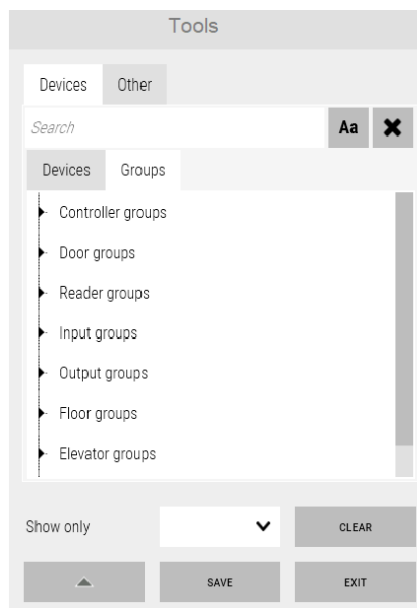 Tools
Devices Other
Search Aa
Devices Groups
Controller groups
Door groups
Reader groups
Input groups
Output groups
Floor groups
Elevator groups
Show only CLEAR
SAVE EXIT